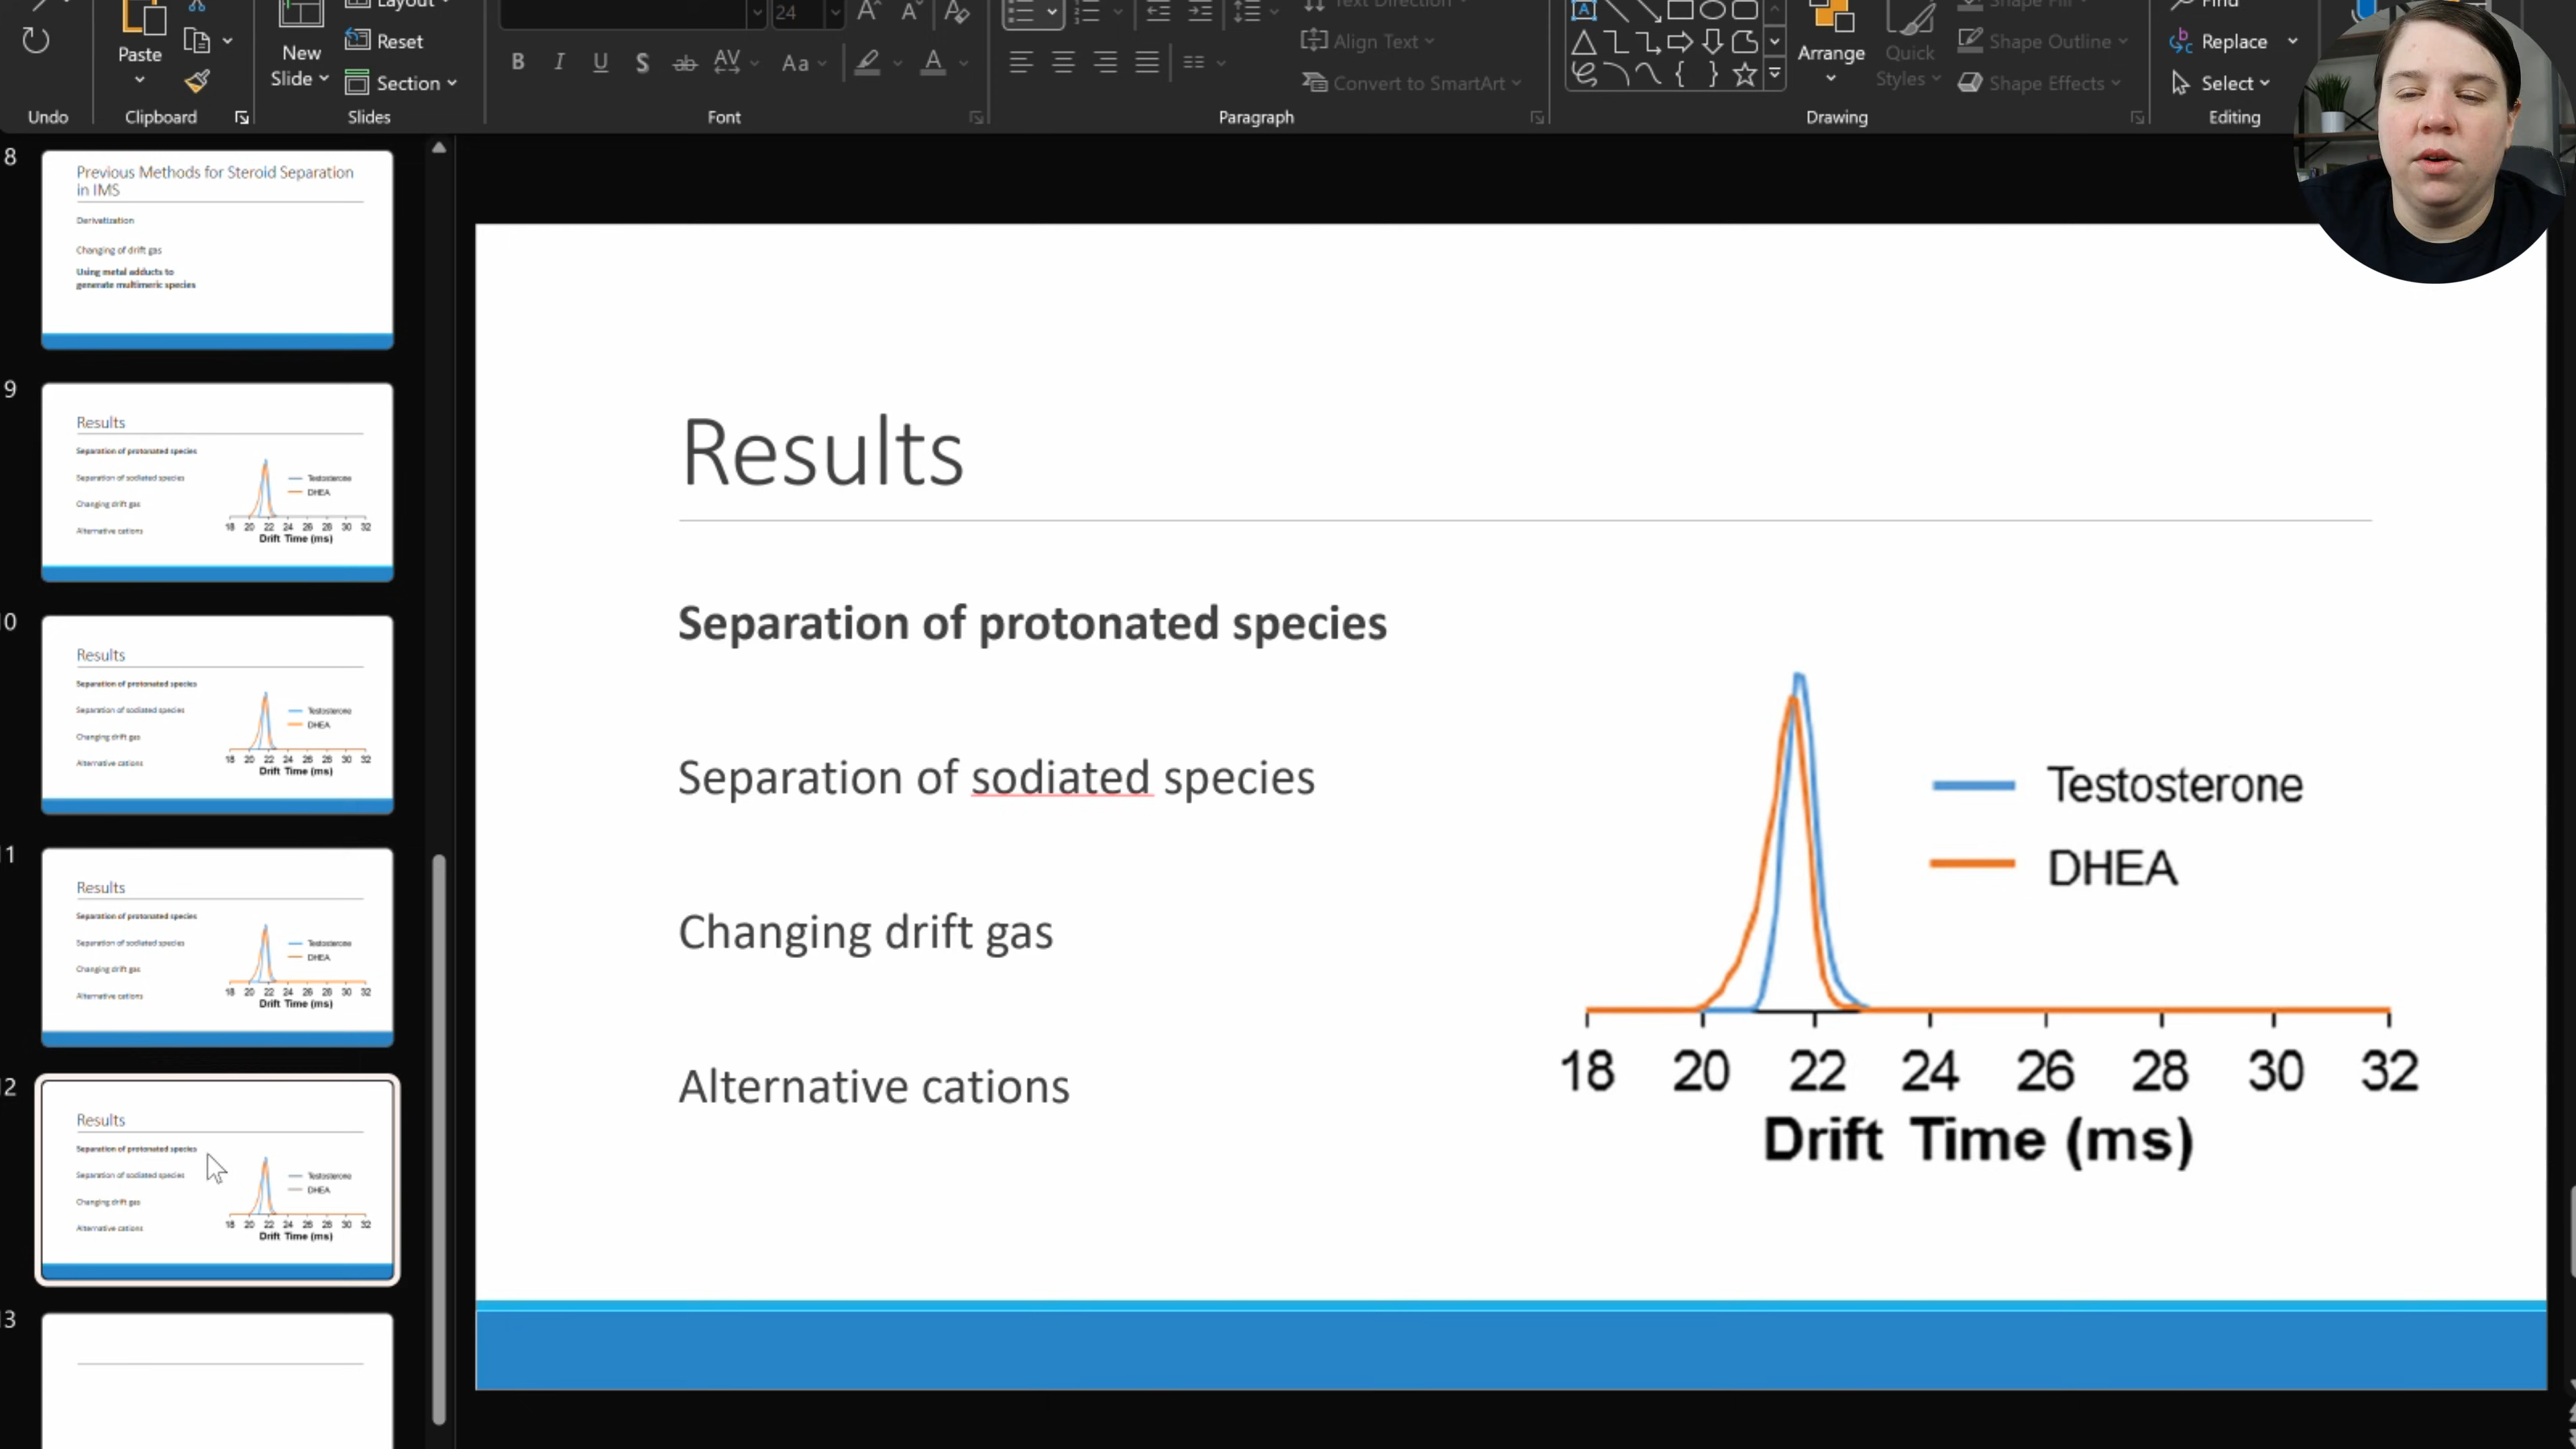 Layout
Text Direction
Shape Fill
Find
24
Paste
Reset
Aa
Align Text
Arrange
Quick
Shape Outline
Replace
New
Slide
Section
B I U S ab AV
Convert to SmartArt
Styles
Shape Effects
Select
Undo
Clipboard
Slides
Font
Paragraph
Drawing
Editing
8
Previous Methods for Steroid Separation
in IMS
Derivatization
Changing of drift gas
Using metal adducts to
generate multimeric species
9
Results
Separation of protonated species
Separation of sodiated species
Changing drift gas
Alternative cations
Testosterone
DHEA
18 20 22 24 26 28 30 32
Drift Time (ms)
10
Results
Separation of protonated species
Separation of sodiated species
Changing drift gas
Alternative cations
Testosterone
DHEA
18 20 22 24 26 28 30 32
Drift Time (ms)
11
Results
Separation of protonated species
Separation of sodiated species
Changing drift gas
Alternative cations
Testosterone
DHEA
18 20 22 24 26 28 30 32
Drift Time (ms)
12
Results
Separation of protonated species
Separation of sodiated species
Changing drift gas
Alternative cations
Testosterone
DHEA
18 20 22 24 26 28 30 32
Drift Time (ms)
13
Results
Separation of protonated species
Separation of sodiated species
Changing drift gas
Alternative cations
Testosterone
DHEA
18 20 22 24 26 28 30 32
Drift Time (ms)